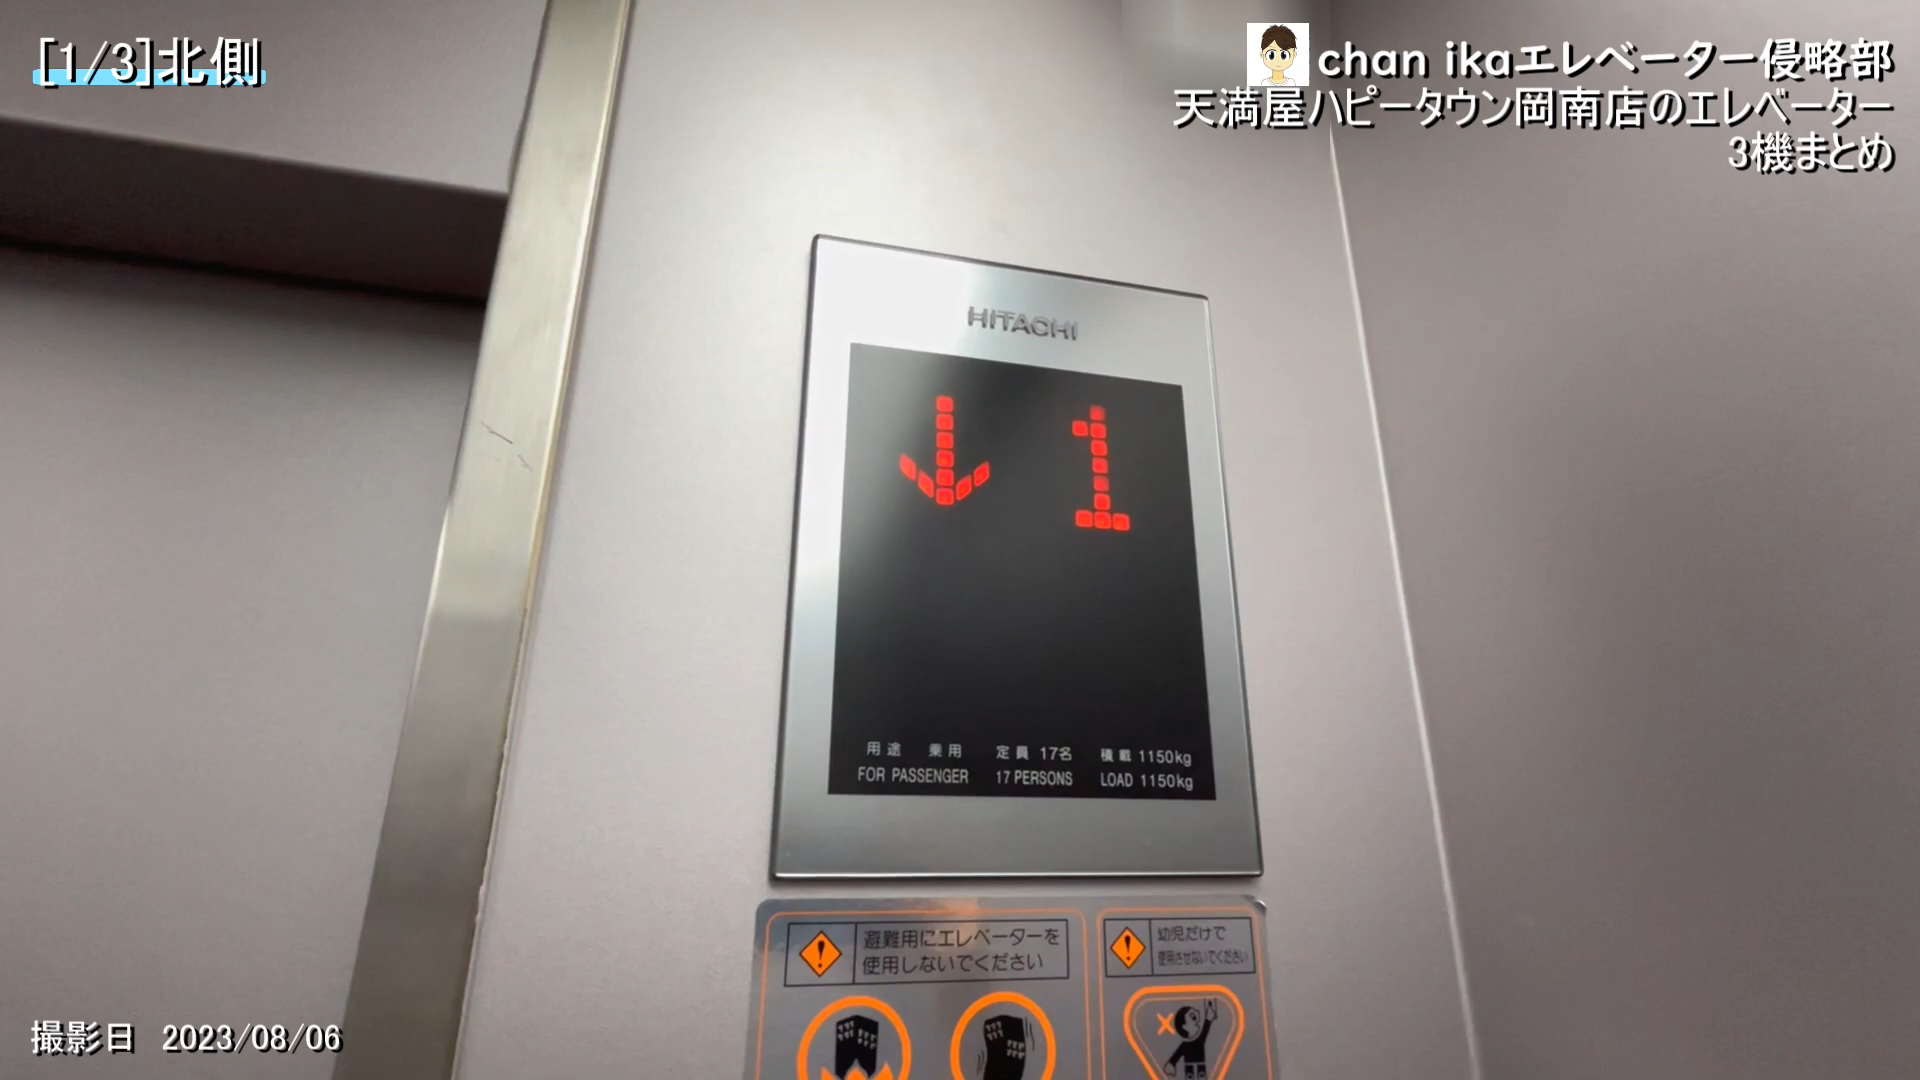 [1/3]北側
chan ikaエレベーター侵略部
天満屋ハピータウン岡南店のエレベーター
3機まとめ
HITACHI
↓ 1
用途 乗用 定員 17名 積載 1150kg
FOR PASSENGER 17 PERSONS LOAD 1150kg
避難用にエレベーターを
使用しないでください
幼児だけで
使用させないでください
撮影日 2023/08/06